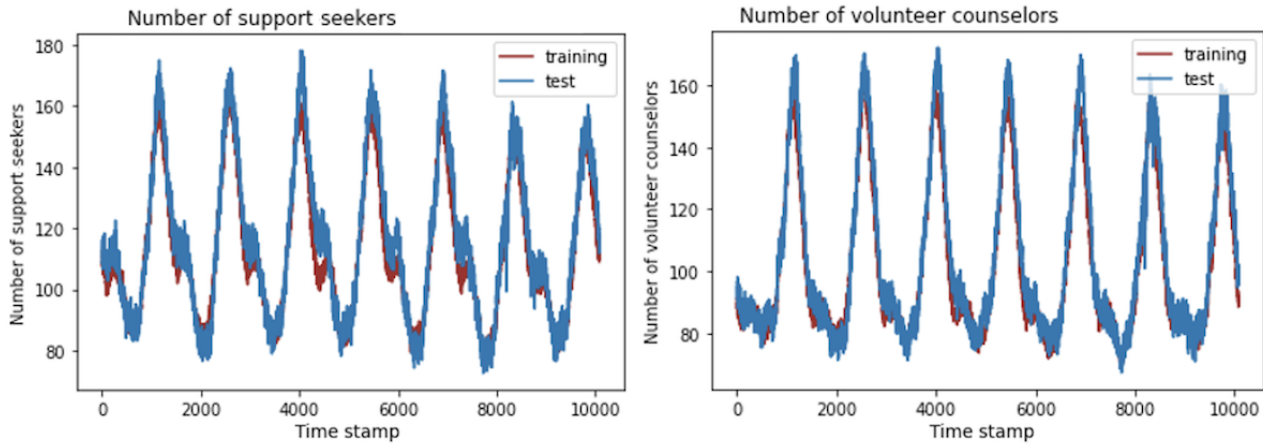 Number of support seekers
Number of support seekers
180
160
140
120
100
80
0
2000
4000
6000
8000
10000
Time stamp
training
test
Number of volunteer counselors
Number of volunteer counselors
160
140
120
100
80
0
2000
4000
6000
8000
10000
Time stamp
training
test